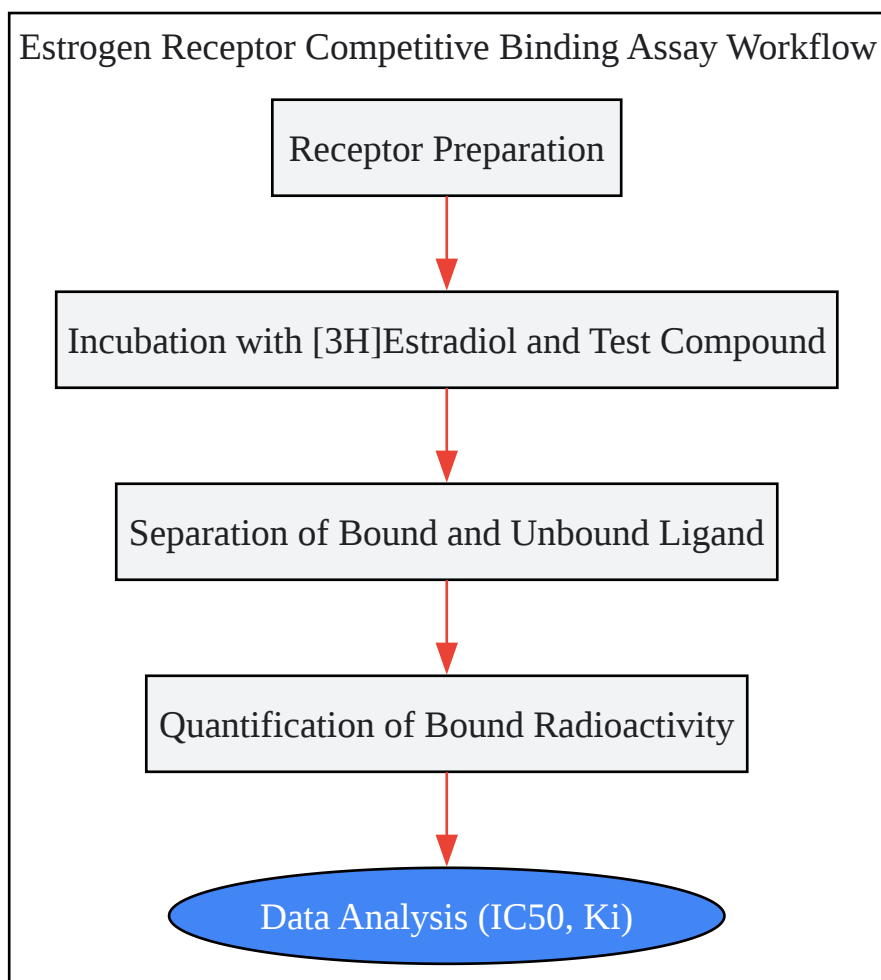 Estrogen Receptor Competitive Binding Assay Workflow
Receptor Preparation
Incubation with [3H]Estradiol and Test Compound
Separation of Bound and Unbound Ligand
Quantification of Bound Radioactivity
Data Analysis (IC50, Ki)